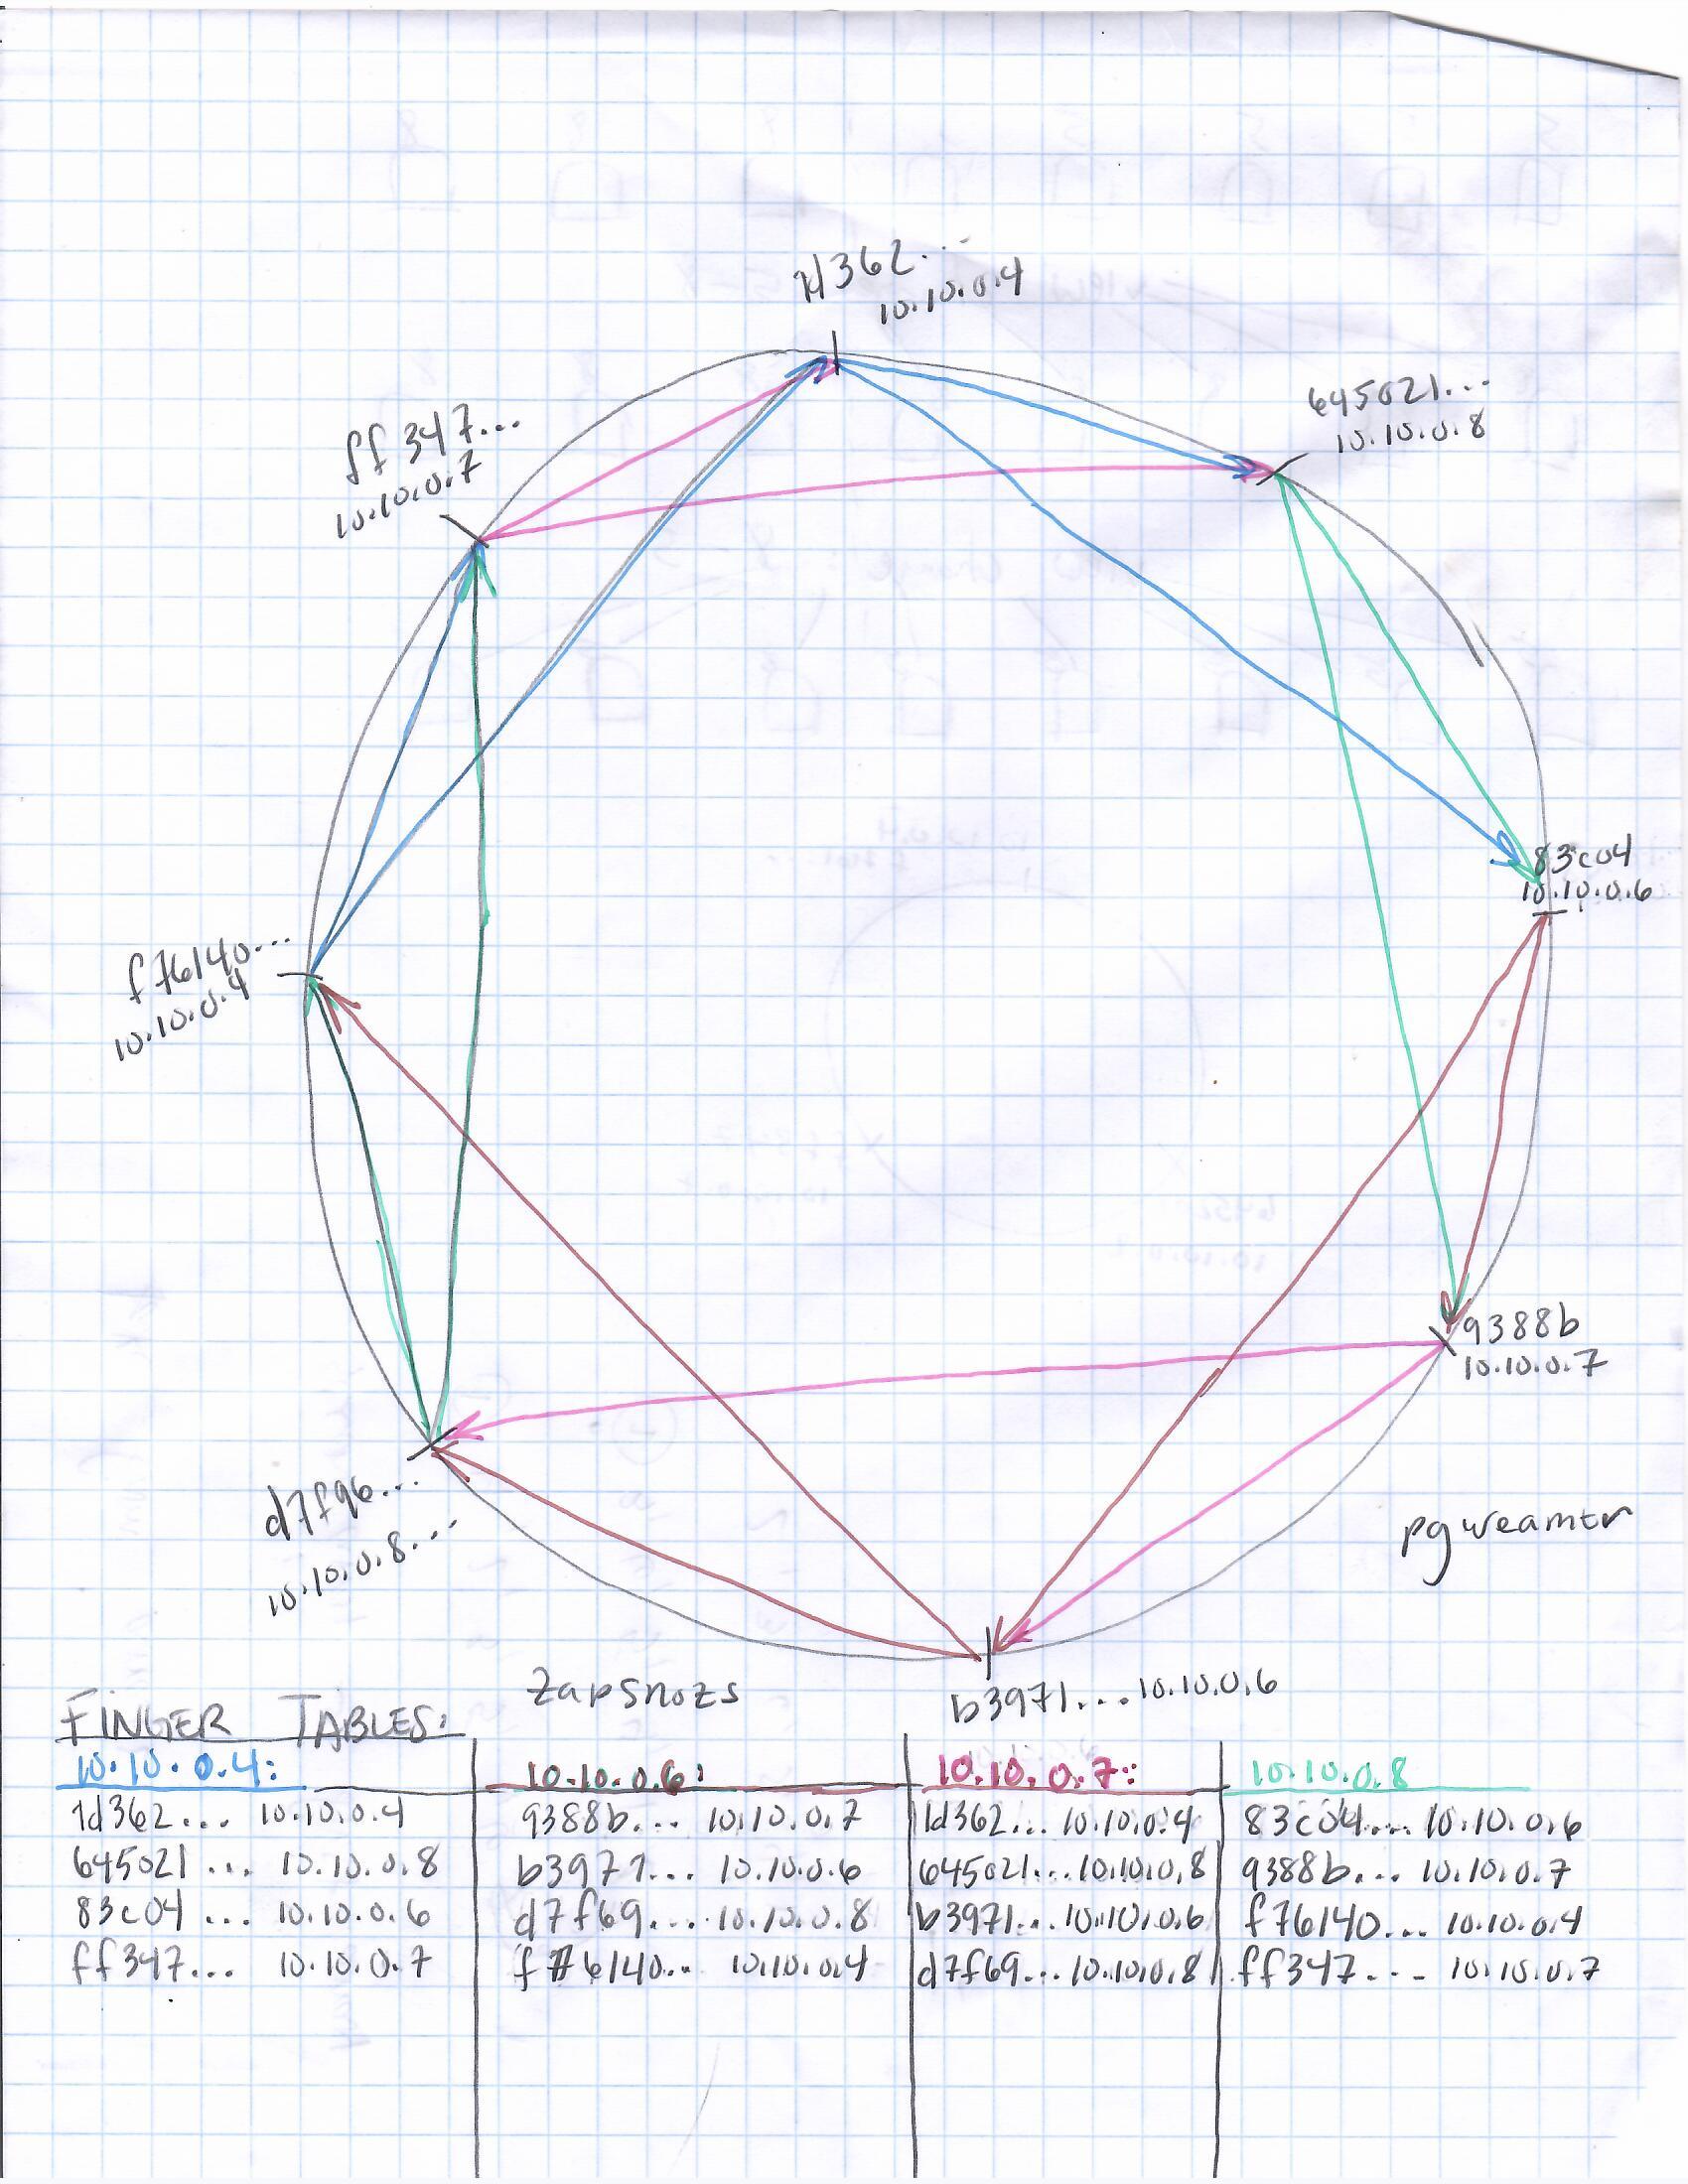 1d362...
10.10.0.4
645021...
10.10.0.8
ff347...
10.10.0.7
83c04
10.10.0.6
f76140...
10.10.0.4
9388b
10.10.0.7
d7f96...
10.10.0.8...
pgweamtr
zapsnozs
b3971... 10.10.0.6
FINGER TABLES:
10.10.0.4:
1d362... 10.10.0.4
645021... 10.10.0.8
83c04... 10.10.0.6
ff347... 10.10.0.7
10.10.0.6:
9388b... 10.10.0.7
b3971... 10.10.0.6
d7f69.... 10.10.0.8
f76140... 10.10.0.4
10.10.0.7:
1d362... 10.10.0.4
645021... 10.10.0.8
b3971... 10.10.0.6
d7f69... 10.10.0.8
10.10.0.8
83c04.... 10.10.0.6
9388b... 10.10.0.7
f76140... 10.10.0.4
ff347... 10.10.0.7